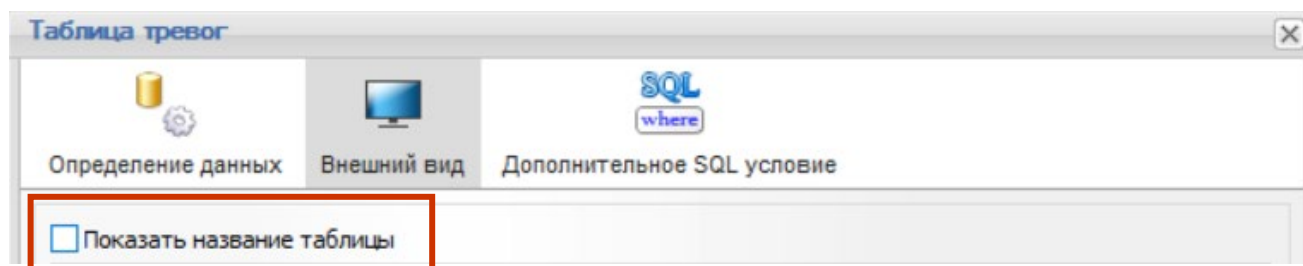 Таблица тревог
SQL
where
Определение данных Внешний вид Дополнительное SQL условие
Показать название таблицы